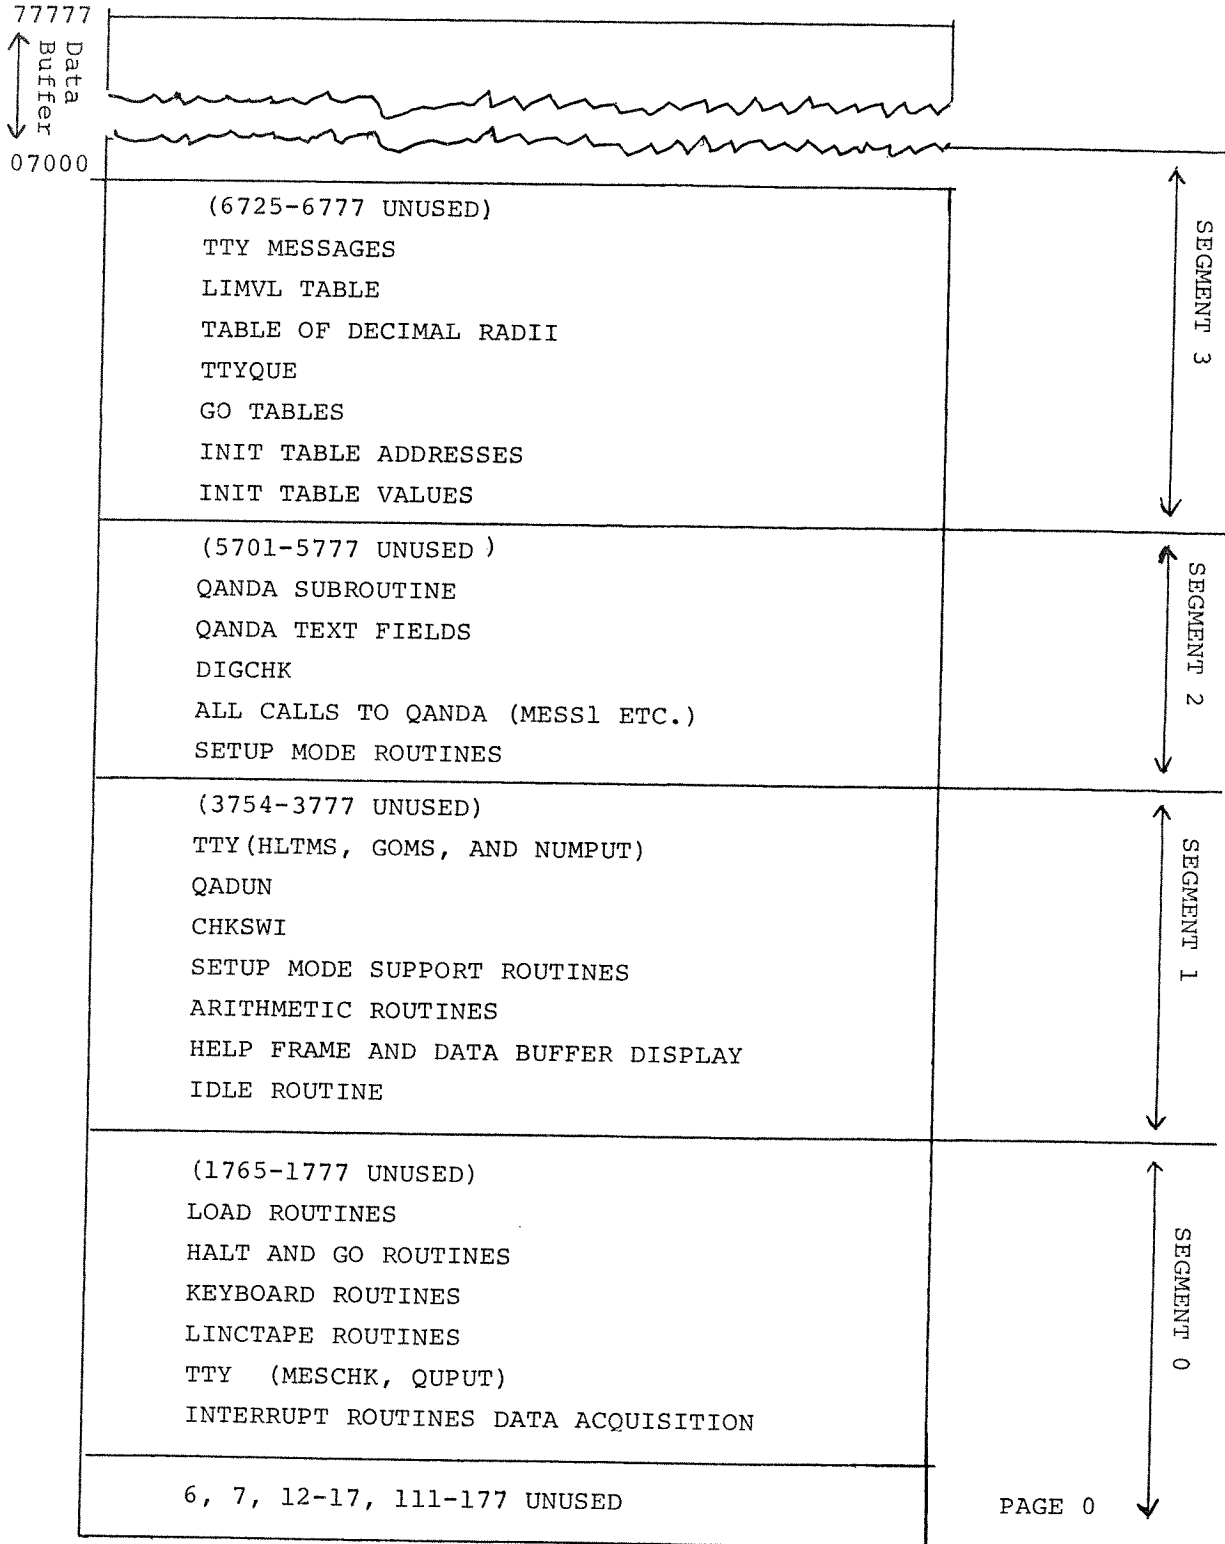 77777
Data
Buffer
07000
(6725-6777 UNUSED)
TTY MESSAGES
LIMVL TABLE
TABLE OF DECIMAL RADII
TTYQUE
GO TABLES
INIT TABLE ADDRESSES
INIT TABLE VALUES
SEGMENT 3
(5701-5777 UNUSED)
QANDA SUBROUTINE
QANDA TEXT FIELDS
DIGCHK
ALL CALLS TO QANDA (MESS1 ETC.)
SETUP MODE ROUTINES
SEGMENT 2
(3754-3777 UNUSED)
TTY(HLTMS, GOMS, AND NUMPUT)
QADUN
CHKSWI
SETUP MODE SUPPORT ROUTINES
ARITHMETIC ROUTINES
HELP FRAME AND DATA BUFFER DISPLAY
IDLE ROUTINE
SEGMENT 1
(1765-1777 UNUSED)
LOAD ROUTINES
HALT AND GO ROUTINES
KEYBOARD ROUTINES
LINCTAPE ROUTINES
TTY (MESCHK, QUPUT)
INTERRUPT ROUTINES DATA ACQUISITION
SEGMENT 0
6, 7, 12-17, 111-177 UNUSED
PAGE 0